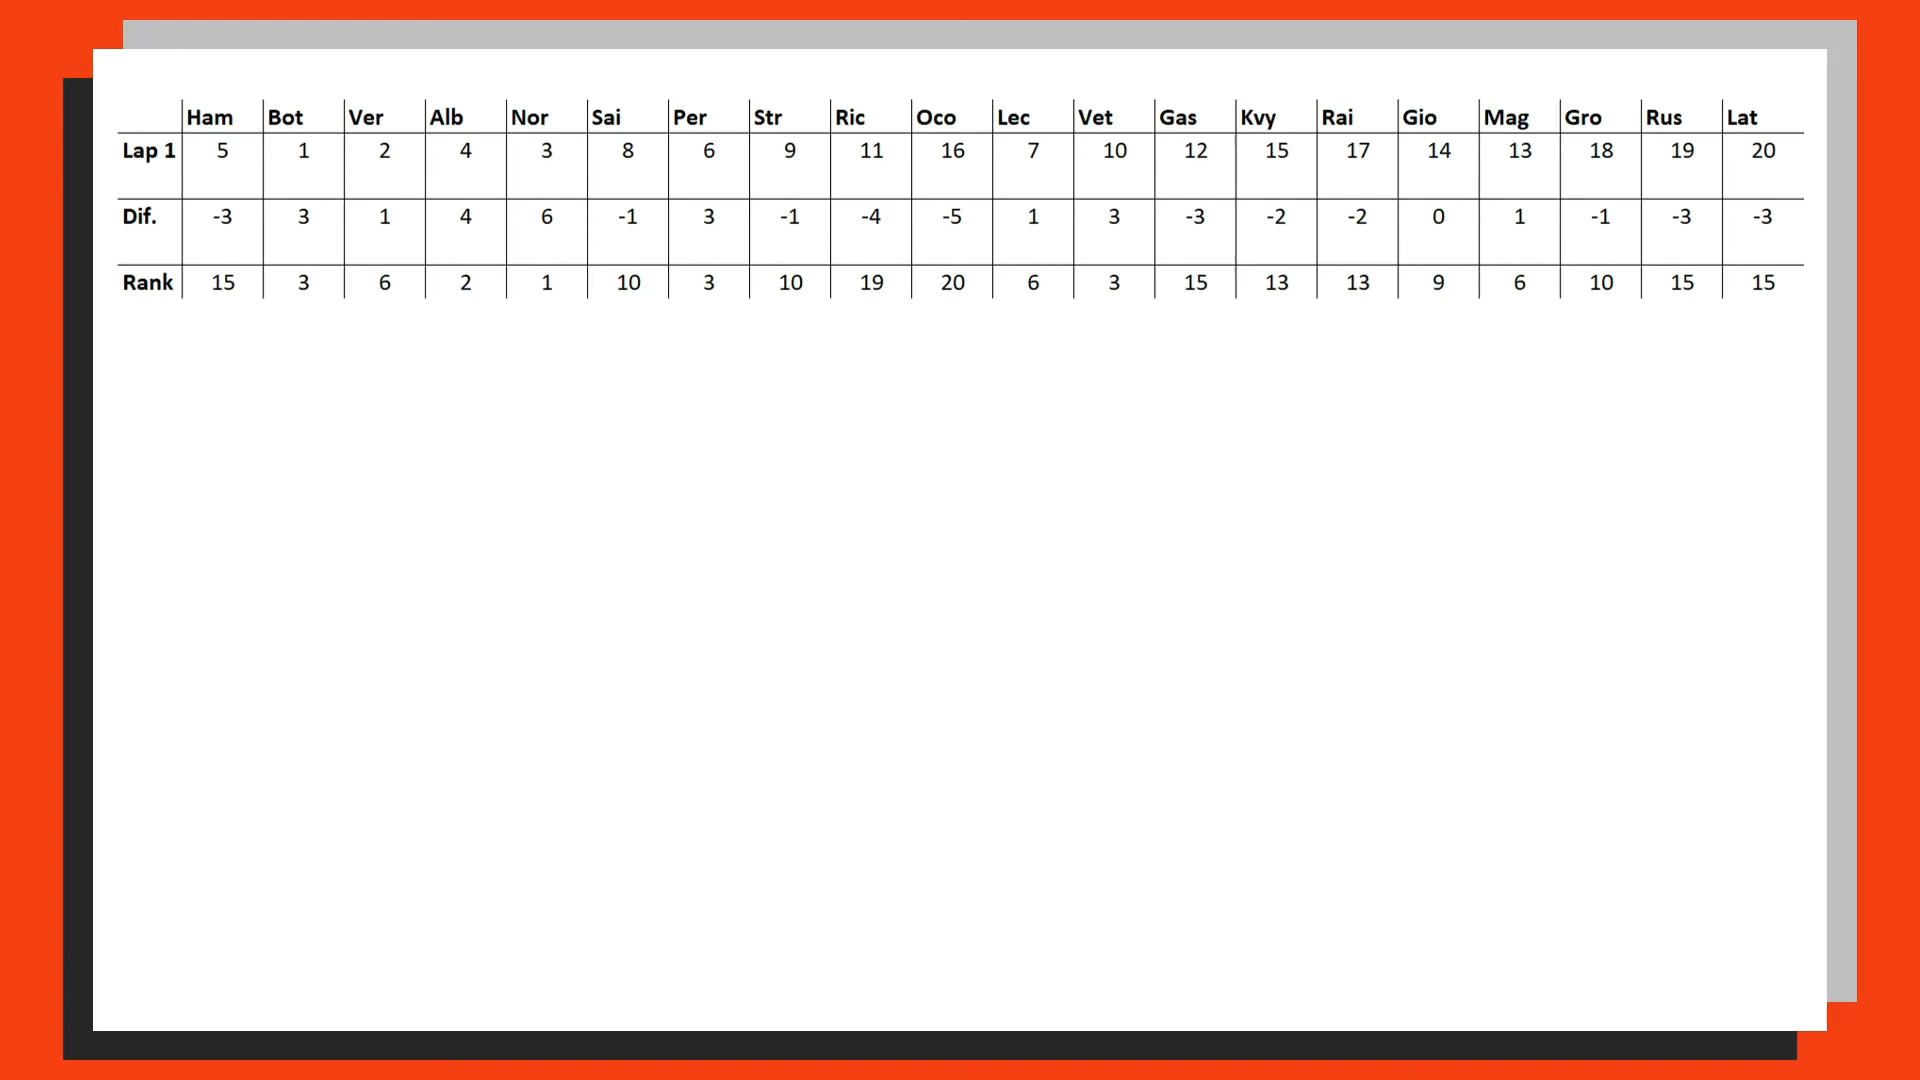 Ham Bot Ver Alb Nor Sai Per Str Ric Oco Lec Vet Gas Kvy Rai Gio Mag Gro Rus Lat
Lap 1 5 1 2 4 3 8 6 9 11 16 7 10 12 15 17 14 13 18 19 20
Dif. -3 3 1 4 6 -1 3 -1 -4 -5 1 3 -3 -2 -2 0 1 -1 -3 -3
Rank 15 3 6 2 1 10 3 10 19 20 6 3 15 13 13 9 6 10 15 15